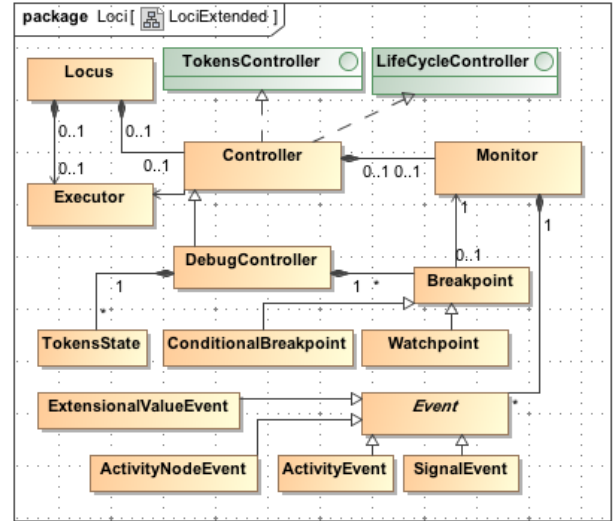 package Loci[ LociExtended ]
TokensController
LifeCycleController
Locus
0..1
0..1
0..1
0..1
Controller
0..1 0..1
Monitor
Executor
1
1
DebugController
0..1
1
1 *
Breakpoint
*
TokensState
ConditionalBreakpoint
Watchpoint
ExtensionalValueEvent
Event
*
ActivityNodeEvent
ActivityEvent
SignalEvent